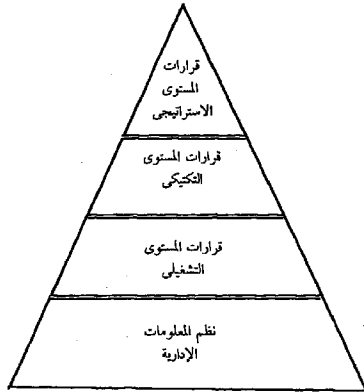 قرارات
المستوى
الاستراتيجى
قرارات المستوى
التكتيكى
قرارات المستوى
التشغيلى
نظم المعلومات
الإدارية